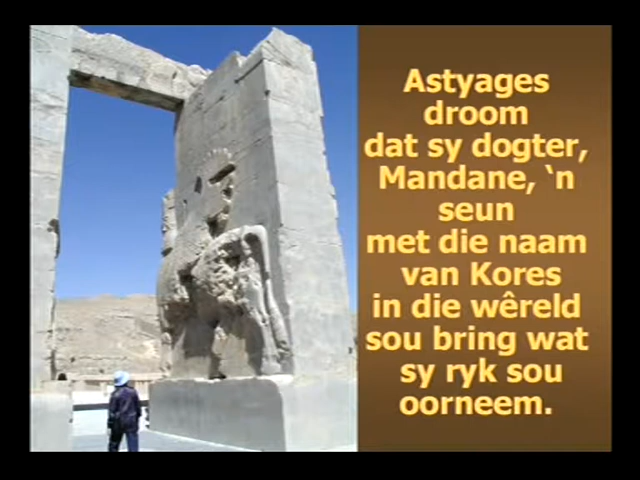 Astyages
droom
dat sy dogter,
Mandane, ‘n
seun
met die naam
van Kores
in die wêreld
sou bring wat
sy ryk sou
oorneem.